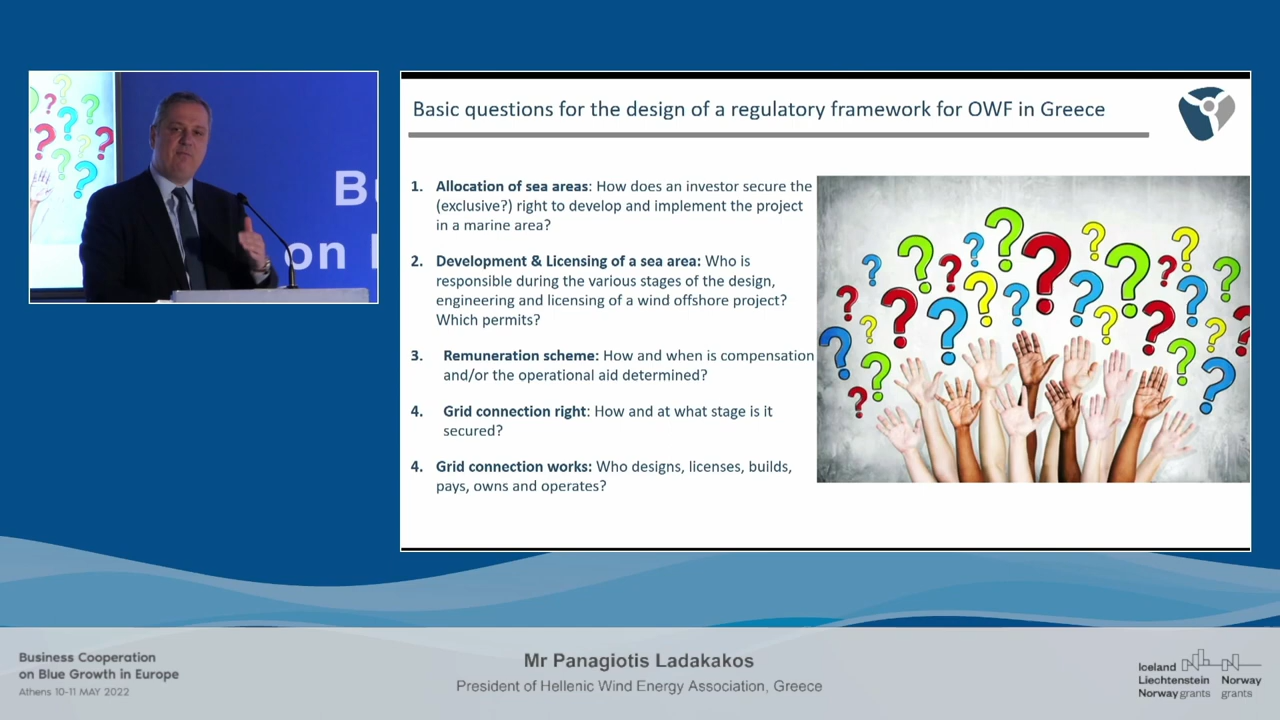 Bu
on
Basic questions for the design of a regulatory framework for OWF in Greece
1. Allocation of sea areas: How does an investor secure the
(exclusive?) right to develop and implement the project
in a marine area?
2. Development & Licensing of a sea area: Who is
responsible during the various stages of the design,
engineering and licensing of a wind offshore project?
Which permits?
3. Remuneration scheme: How and when is compensation
and/or the operational aid determined?
4. Grid connection right: How and at what stage is it
secured?
4. Grid connection works: Who designs, licenses, builds,
pays, owns and operates?
Business Cooperation
on Blue Growth in Europe
Athens 10-11 MAY 2022
Mr Panagiotis Ladakakos
President of Hellenic Wind Energy Association, Greece
Iceland
Liechtenstein
Norway grants
Norway
grants